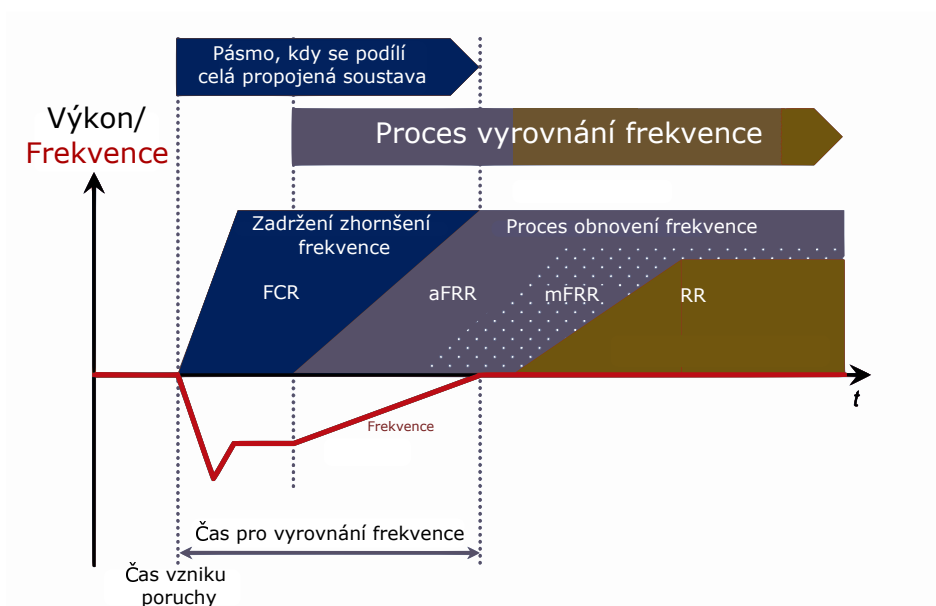 Pásmo, kdy se podílí
celá propojená soustava
Výkon/
Frekvence
Proces vyrovnání frekvence
Zadržení zhornšení
frekvence
Proces obnovení frekvence
FCR
aFRR
mFRR
RR
t
Frekvence
Čas pro vyrovnání frekvence
Čas vzniku
poruchy